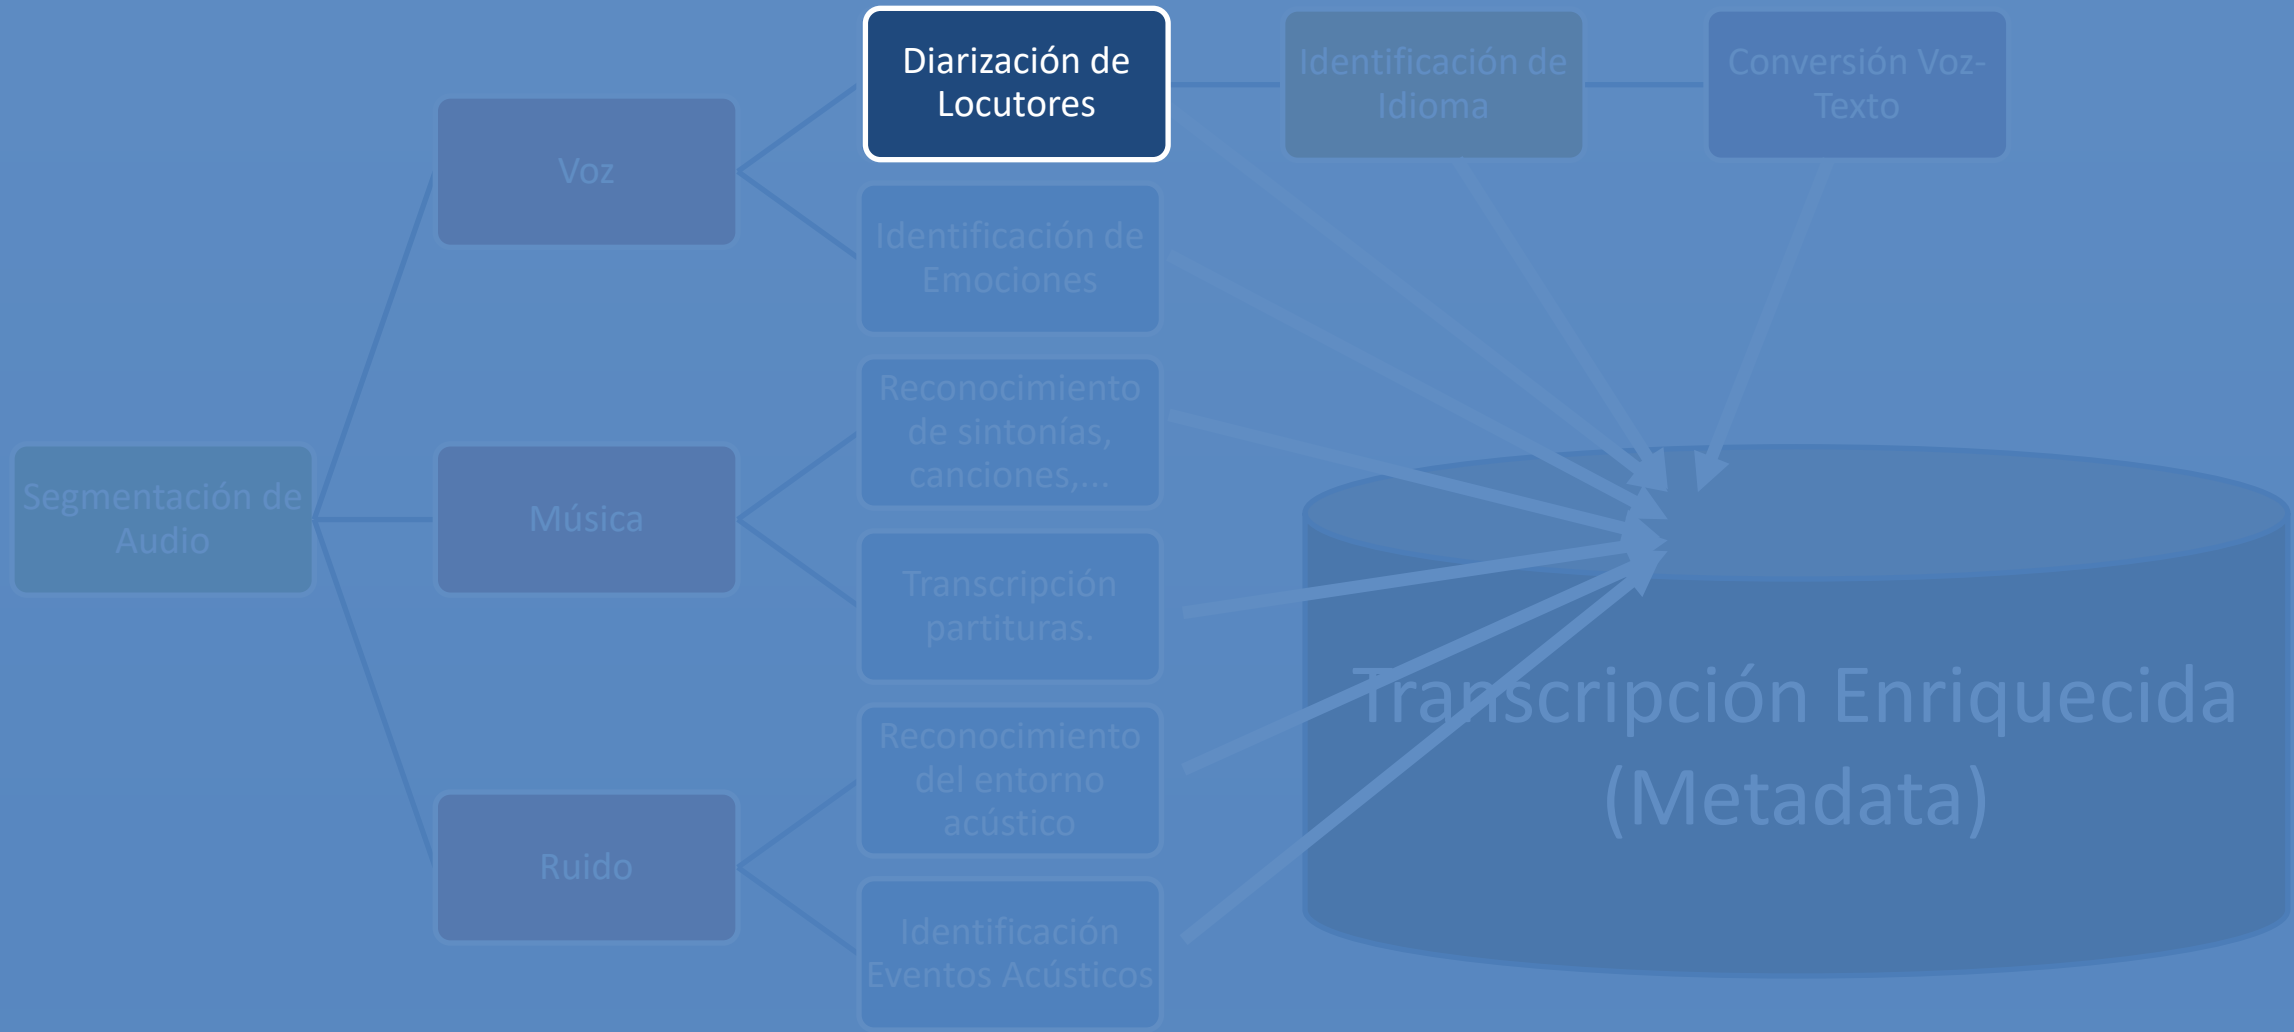 Diarización de
Locutores
Identificación de
Idioma
Conversión Voz-
Texto
Voz
Identificación de
Emociones
Reconocimiento
de sintonías,
canciones,...
Segmentación de
Audio
Música
Transcripción
partituras.
Transcripción Enriquecida
(Metadata)
Reconocimiento
del entorno
acústico
Ruido
Identificación
Eventos Acústicos